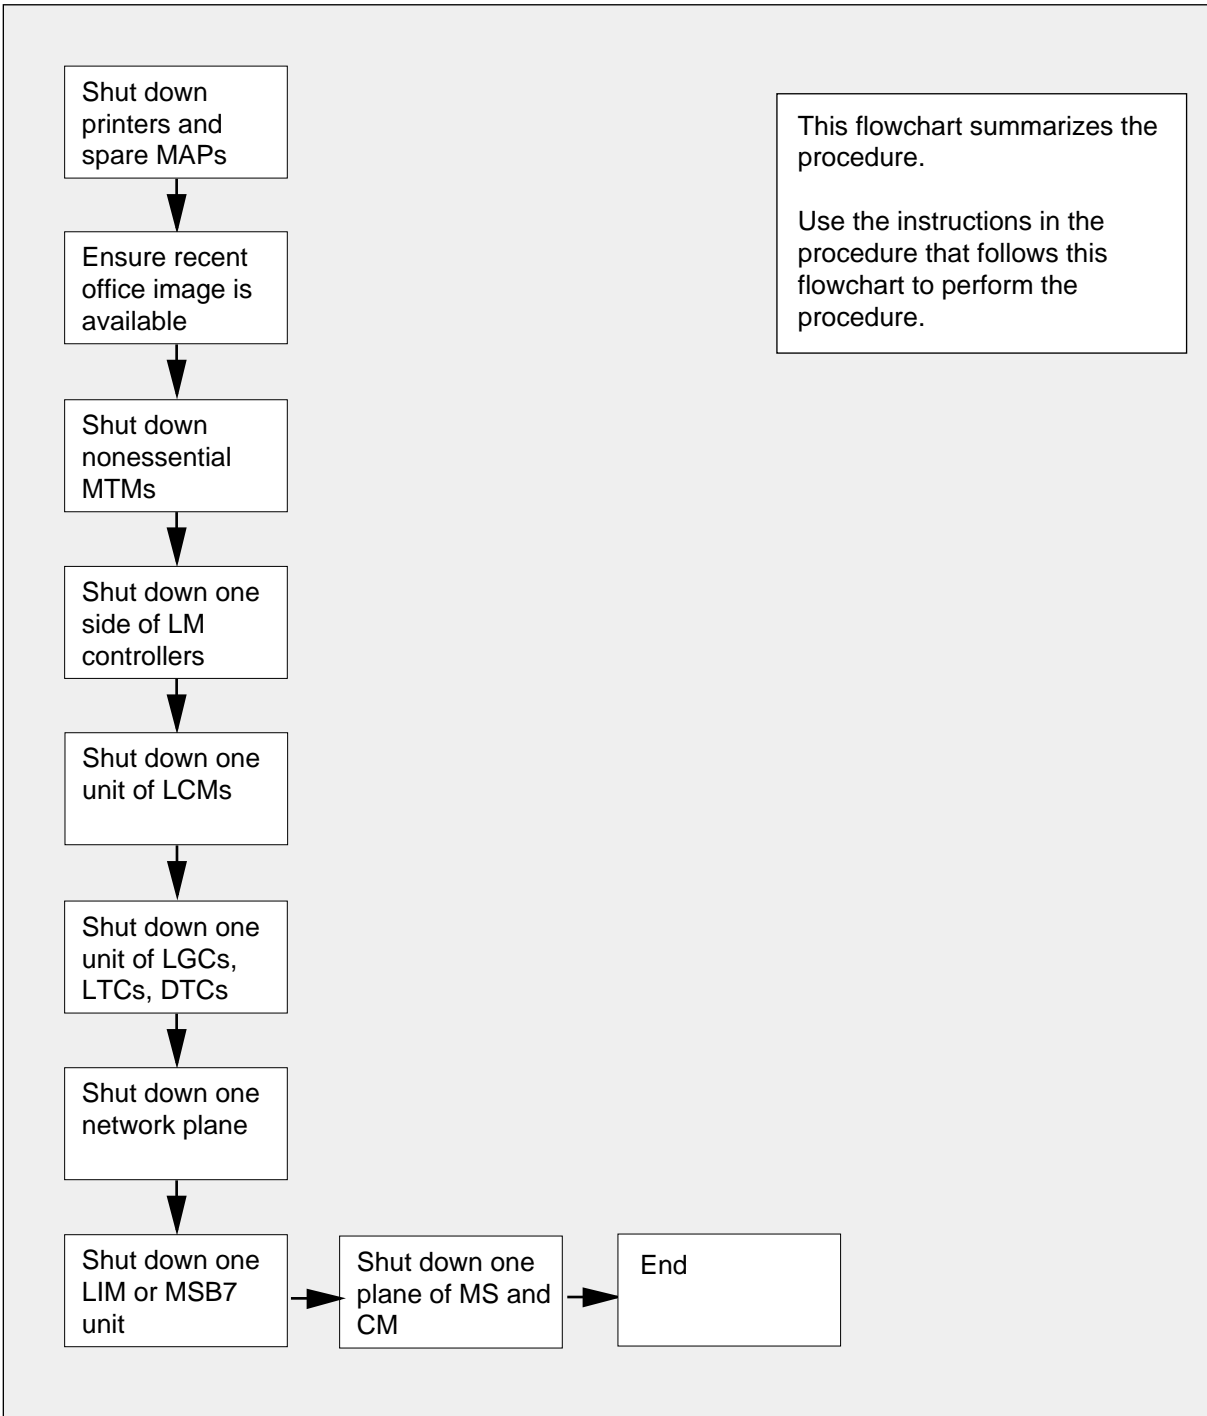 Shut down
printers and
spare MAPs
This flowchart summarizes the
procedure.
Use the instructions in the
procedure that follows this
flowchart to perform the
procedure.
Ensure recent
office image is
available
Shut down
nonessential
MTMs
Shut down one
side of LM
controllers
Shut down one
unit of LCMs
Shut down one
unit of LGCs,
LTCs, DTCs
Shut down one
network plane
Shut down one
LIM or MSB7
unit
Shut down one
plane of MS and
CM
End